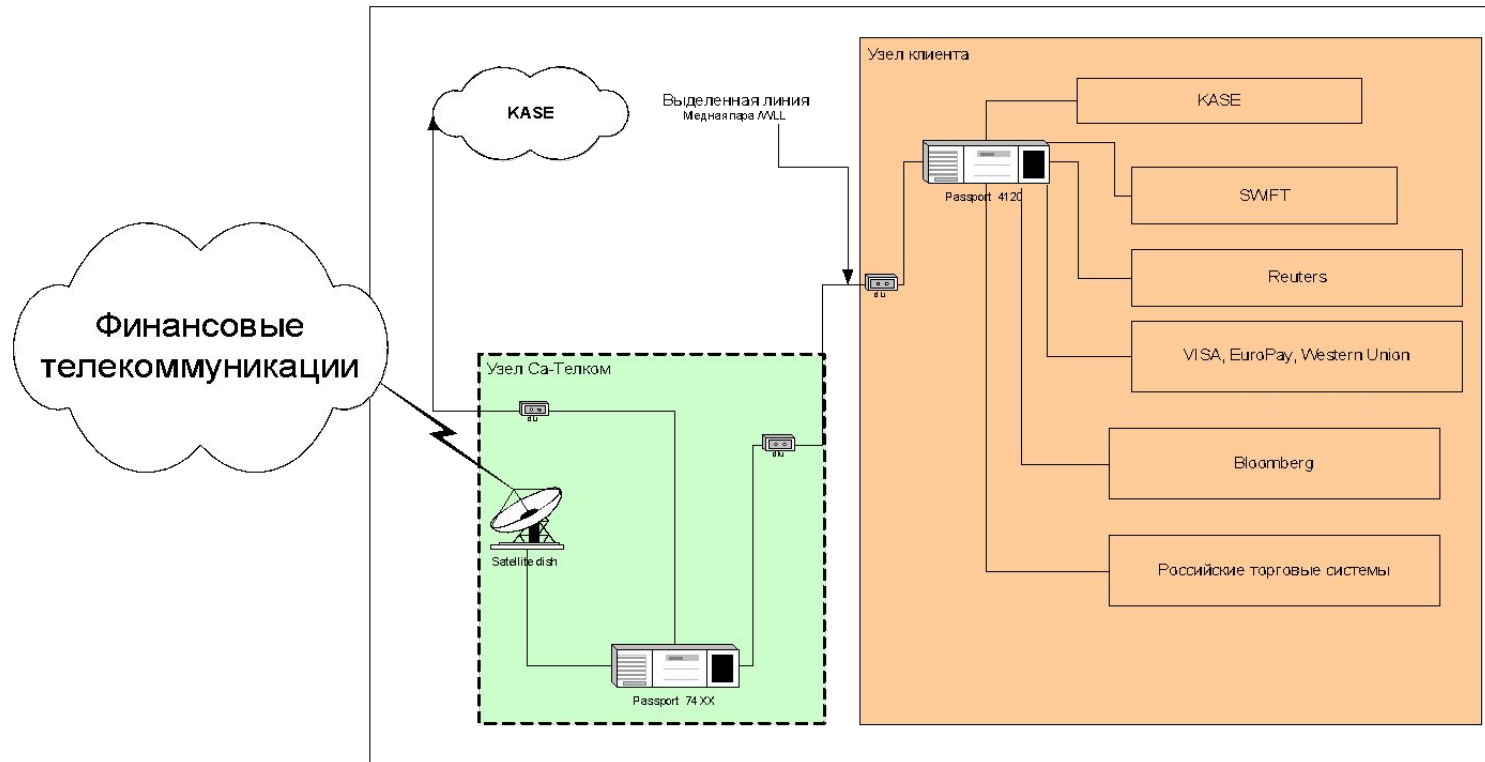 Узел клиента
KASE
KASE
Выделенная линия
Медная пара /WLL
Passport 4120
SWIFT
Reuters
Финансовые
телекоммуникации
VISA, EuroPay, Western Union
Узел Са-Телком
Bloomberg
Satellite dish
Российские торговые системы
Passport 74XX